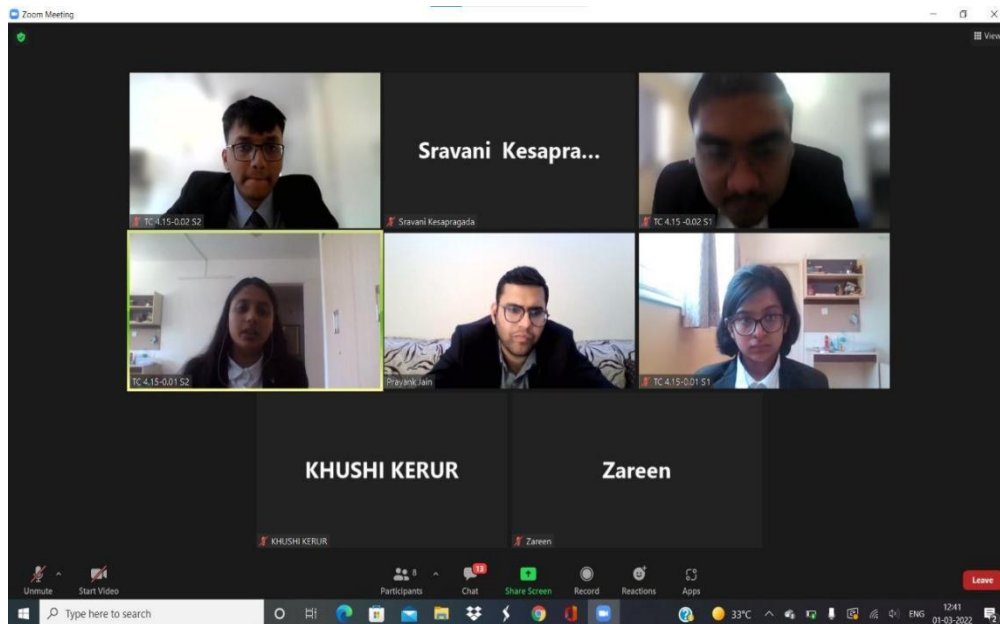 Zoom Meeting
View
TC 4.15-0.02 S2
Sravani Kesapra...
Sravani Kesapragada
TC 4.15 -0.02 S1
TC 4.15-0.01 S2
Prayank Jain
TC 4.15-0.01 S1
KHUSHI KERUR
KHUSHI KERUR
Zareen
Zareen
Unmute
Start Video
8
Participants
13
Chat
Share Screen
Record
Reactions
Apps
Leave
Type here to search
33°C
ENG
12:41
01-03-2022
2